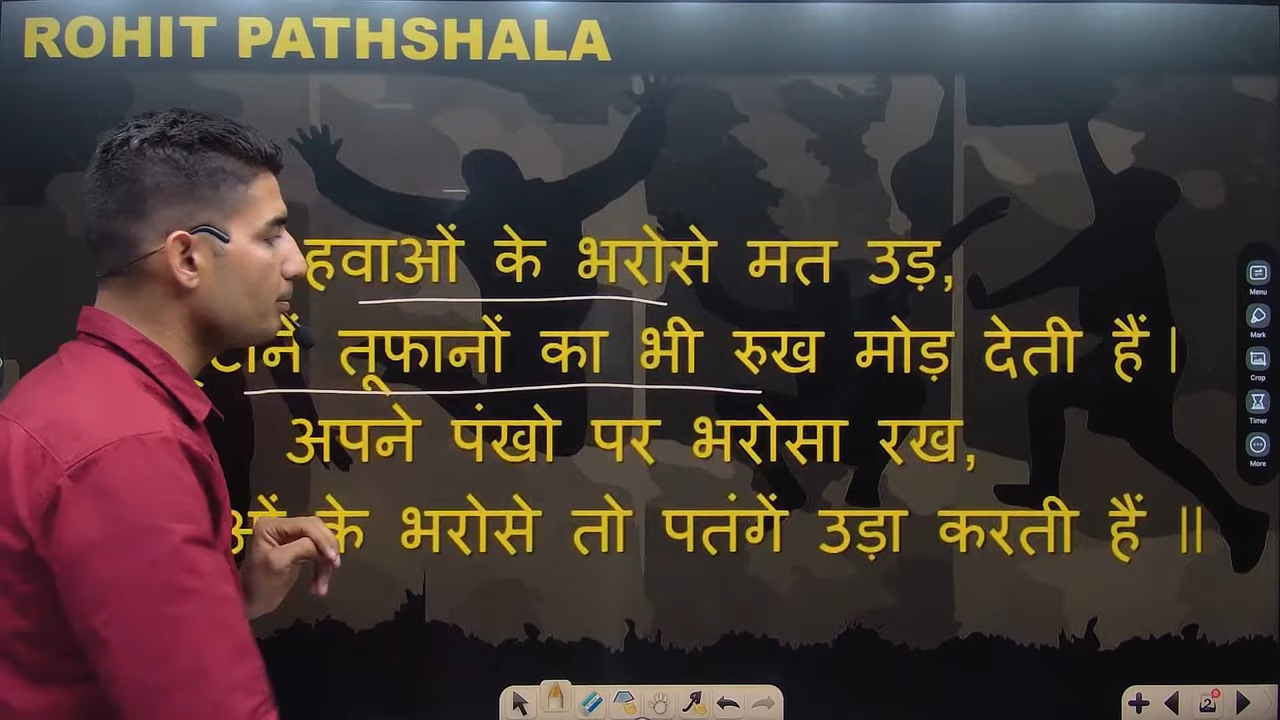 ROHIT PATHSHALA
हवाओं के भरोसे मत उड़,
तूफानों का भी रुख मोड़ देती हैं |
अपने पंखो पर भरोसा रख,
के भरोसे तो पतंगें उड़ा करती हैं ||
Menu
Mark
Crop
Timer
More
2